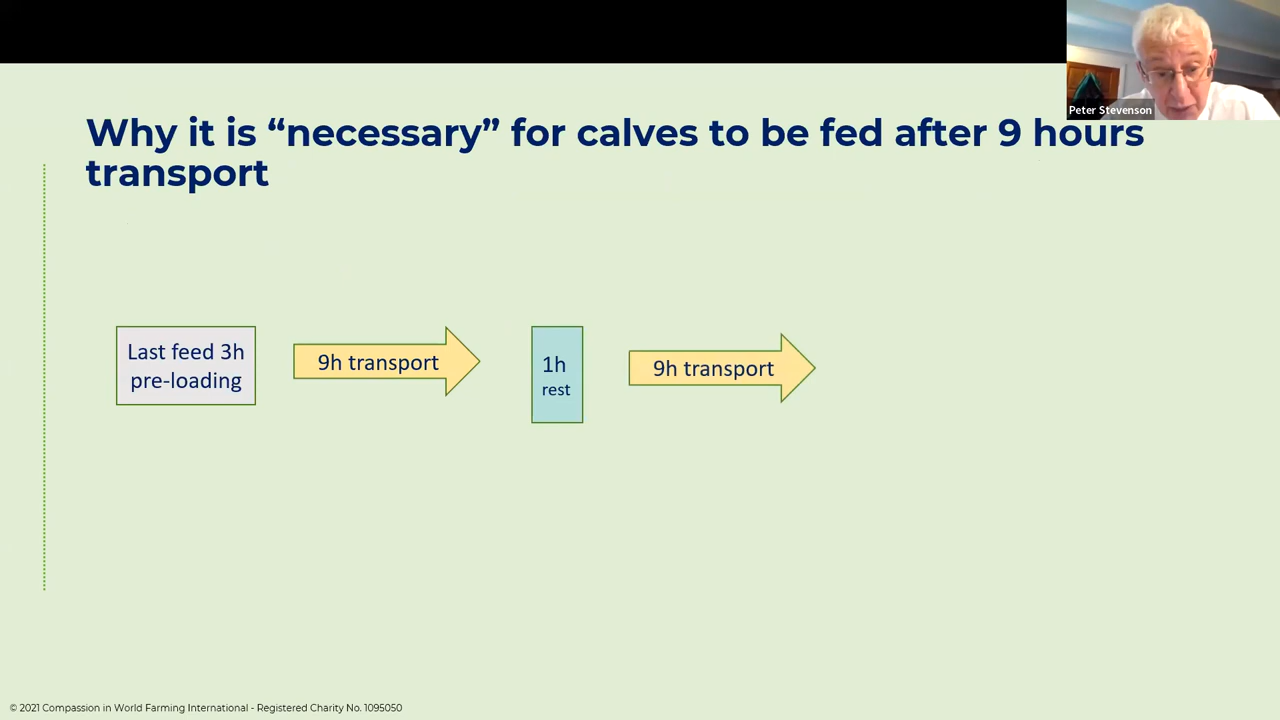 Peter Stevenson
Why it is “necessary” for calves to be fed after 9 hours
transport
Last feed 3h
pre-loading
9h transport
1h
rest
9h transport
© 2021 Compassion in World Farming International - Registered Charity No. 1095050